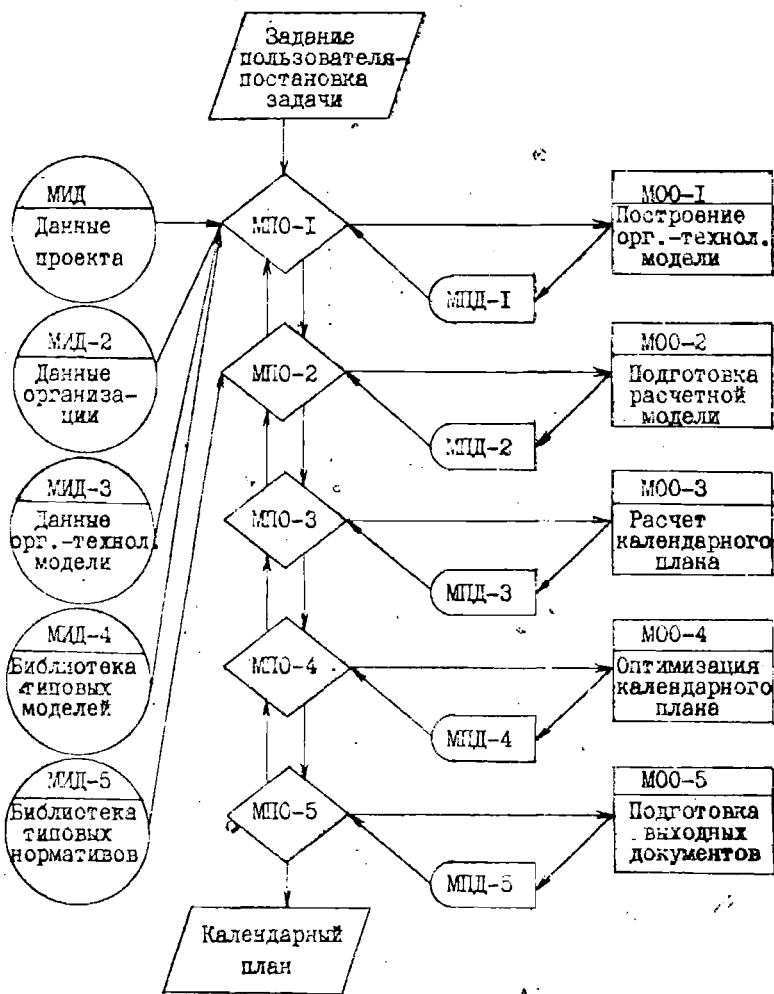 Задание
пользователя-
постановка
задачи
МИД
Данные
проекта
МПО-I
МОО-I
Построение
орг.-технол.
модели
МПД-I
МИД-2
Данные
организа-
ции
МПО-2
МОО-2
Подготовка
расчетной
модели
МПД-2
МИД-3
Данные
орг.-технол.
модели
МПО-3
МОО-3
Расчет
календарного
плана
МПД-3
МИД-4
Библиотека
типовых
моделей
МПО-4
МОО-4
Оптимизация
календарного
плана
МПД-4
МИД-5
Библиотека
типовых
нормативов
МПО-5
МОО-5
Подготовка
выходных
документов
МПД-5
Календарный
план